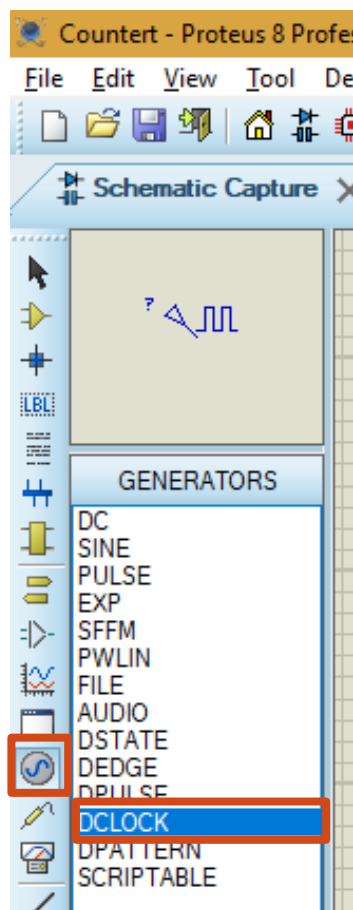 Countert - Proteus 8 Profes
File Edit View Tool De
Schematic Capture
?
LBL
GENERATORS
DC
SINE
PULSE
EXP
SFFM
PWLIN
FILE
AUDIO
DSTATE
DEDGE
DPULSE
DCLOCK
DPATTERN
SCRIPTABLE